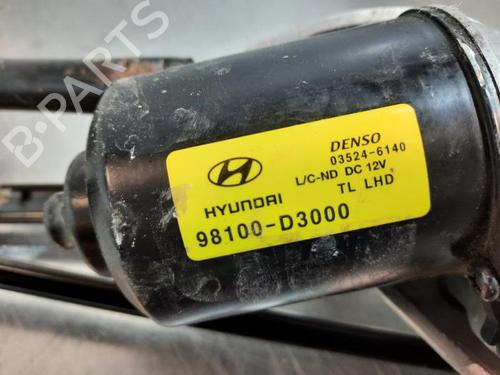 B-PARTS
HYUNDAI
DENSO
03524-6140
L/C-ND DC 12V
TL LHD
98100-D3000